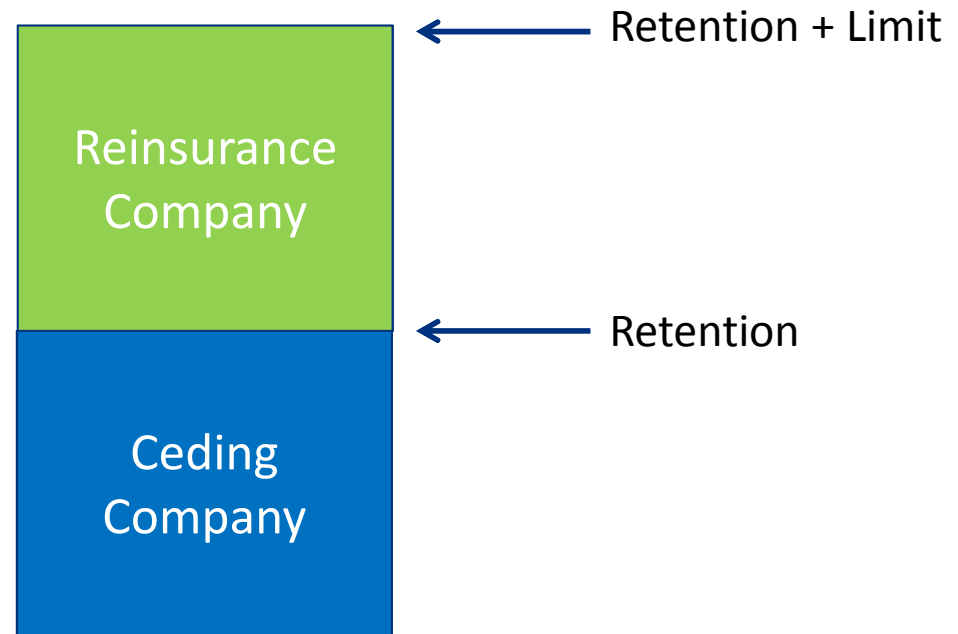 Retention + Limit
Reinsurance
Company
Retention
Ceding
Company